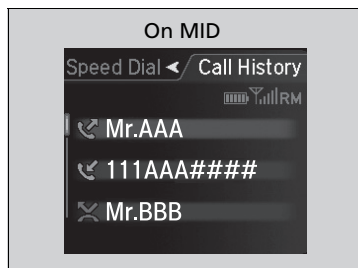 On MID
Speed Dial Call History
RM
Mr.AAA
111AAA####
Mr.BBB